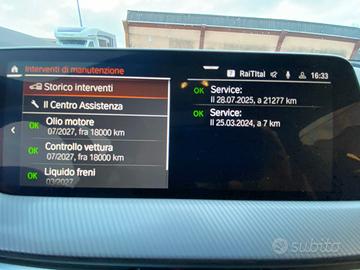 Interventi di manutenzione
RaiTital
16:33
Storico interventi
Il Centro Assistenza
OK Olio motore
07/2027, fra 18000 km
OK Controllo vettura
07/2027, fra 18000 km
OK Liquido freni
03/2027
OK Service:
Il 28.07.2025, a 21277 km
OK Service:
Il 25.03.2024, a 7 km
subito